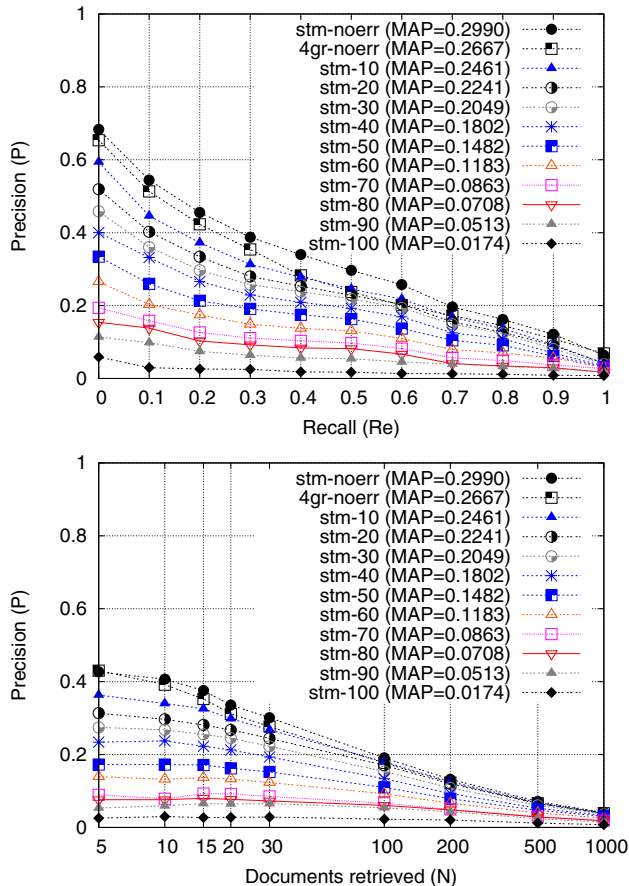 stm-noerr (MAP=0.2990)
4gr-noerr (MAP=0.2667)
stm-10 (MAP=0.2461)
stm-20 (MAP=0.2241)
stm-30 (MAP=0.2049)
stm-40 (MAP=0.1802)
stm-50 (MAP=0.1482)
stm-60 (MAP=0.1183)
stm-70 (MAP=0.0863)
stm-80 (MAP=0.0708)
stm-90 (MAP=0.0513)
stm-100 (MAP=0.0174)
1
0.8
0.6
0.4
0.2
0
Precision (P)
0 0.1 0.2 0.3 0.4 0.5 0.6 0.7 0.8 0.9 1
Recall (Re)
stm-noerr (MAP=0.2990)
4gr-noerr (MAP=0.2667)
stm-10 (MAP=0.2461)
stm-20 (MAP=0.2241)
stm-30 (MAP=0.2049)
stm-40 (MAP=0.1802)
stm-50 (MAP=0.1482)
stm-60 (MAP=0.1183)
stm-70 (MAP=0.0863)
stm-80 (MAP=0.0708)
stm-90 (MAP=0.0513)
stm-100 (MAP=0.0174)
1
0.8
0.6
0.4
0.2
0
Precision (P)
5 10 15 20 30 100 200 500 1000
Documents retrieved (N)